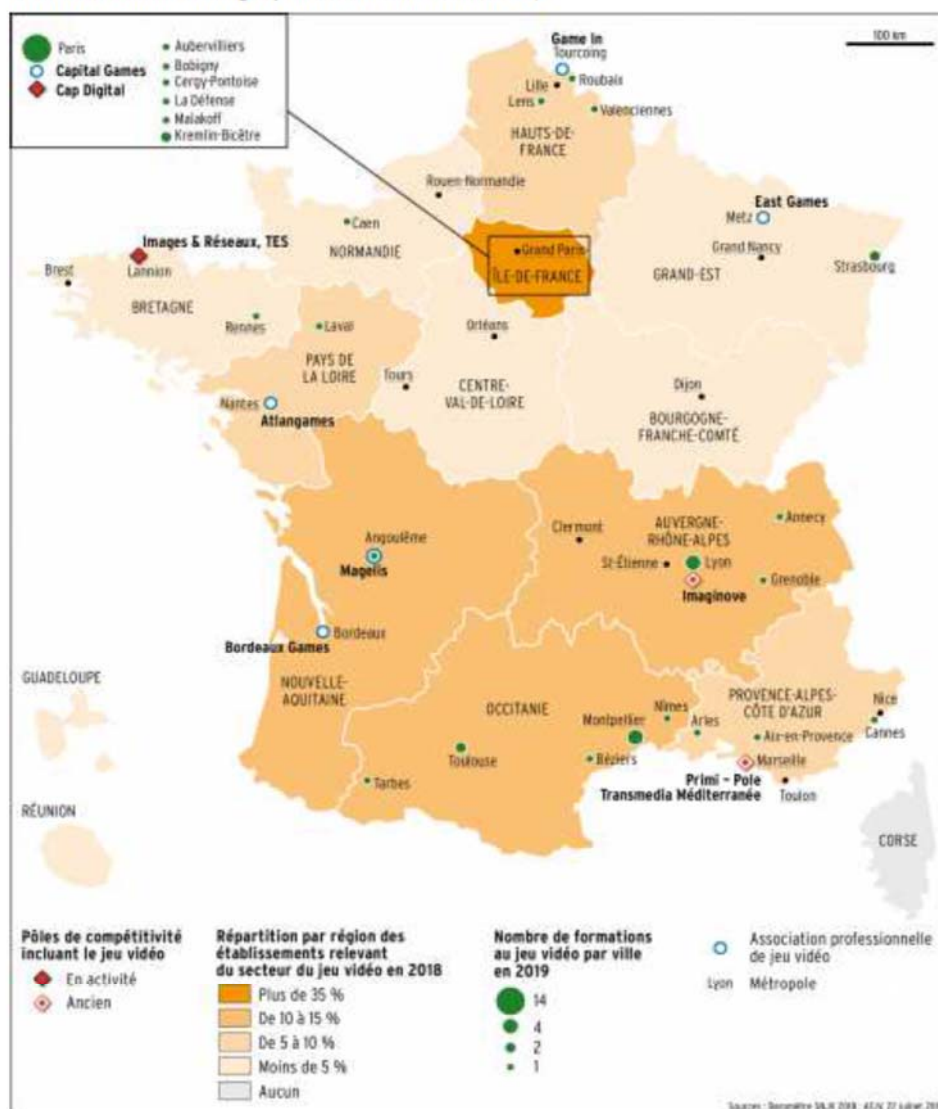 Paris
Capital Games
Cap Digital
Aubervilliers
Bobigny
Cergy-Pontoise
La Défense
Malakoff
Kremlin-Bicêtre
100 km
Game In
Tourcoing
Lille
Roubaix
Lens
Valenciennes
HAUTS-DE-
FRANCE
Rouen-Normandie
Caen
NORMANDIE
East Games
Metz
Grand Nancy
Strasbourg
GRAND-EST
Grand Paris
ÎLE-DE-FRANCE
Images & Réseaux, TES
Brest
Lannion
BRETAGNE
Rennes
Laval
PAYS DE
LA LOIRE
Nantes
Atlangames
Orléans
Tours
CENTRE-
VAL-DE-LOIRE
Dijon
BOURGOGNE-
FRANCHE-COMTÉ
Angoulême
Magelis
Clermont
AUVERGNE-
RHÔNE-ALPES
Annecy
St-Étienne
Lyon
Grenoble
Imaginove
Bordeaux
Bordeaux Games
NOUVELLE-
AQUITAINE
OCCITANIE
Montpellier
Nîmes
Toulouse
Béziers
Tarbes
PROVENCE-ALPES-
CÔTE D'AZUR
Arles
Nice
Aix-en-Provence
Cannes
Marseille
Primi – Pole
Transmedia Méditerranée
Toulon
GUADELOUPE
RÉUNION
CORSE
Pôles de compétitivité
incluant le jeu vidéo
En activité
Ancien
Répartition par région des
établissements relevant
du secteur du jeu vidéo en 2018
Plus de 35 %
De 10 à 15 %
De 5 à 10 %
Moins de 5 %
Aucun
Nombre de formations
au jeu vidéo par ville
en 2019
14
4
2
1
Association professionnelle
de jeu vidéo
Lyon Métropole
Sources : Baromètre SNJV 2018